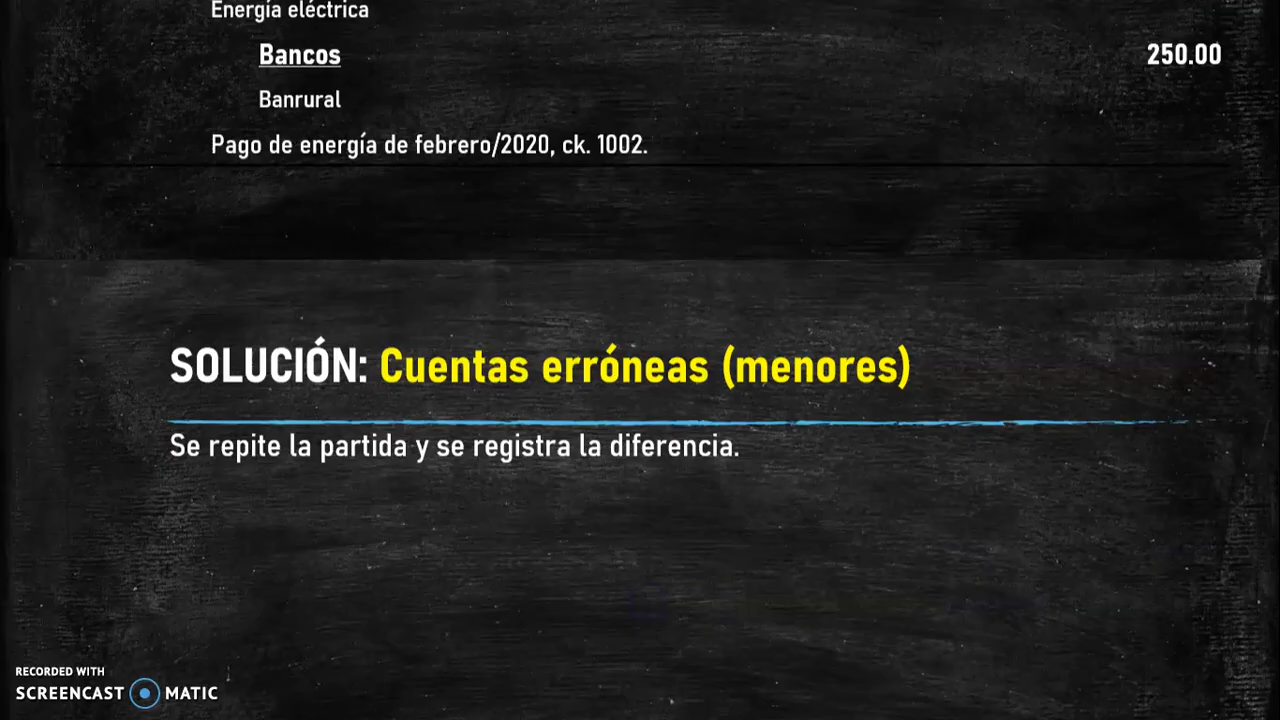 Energía eléctrica
Bancos 250.00
Banrural
Pago de energía de febrero/2020, ck. 1002.
SOLUCIÓN: Cuentas erróneas (menores)
Se repite la partida y se registra la diferencia.
RECORDED WITH
SCREENCAST MATIC